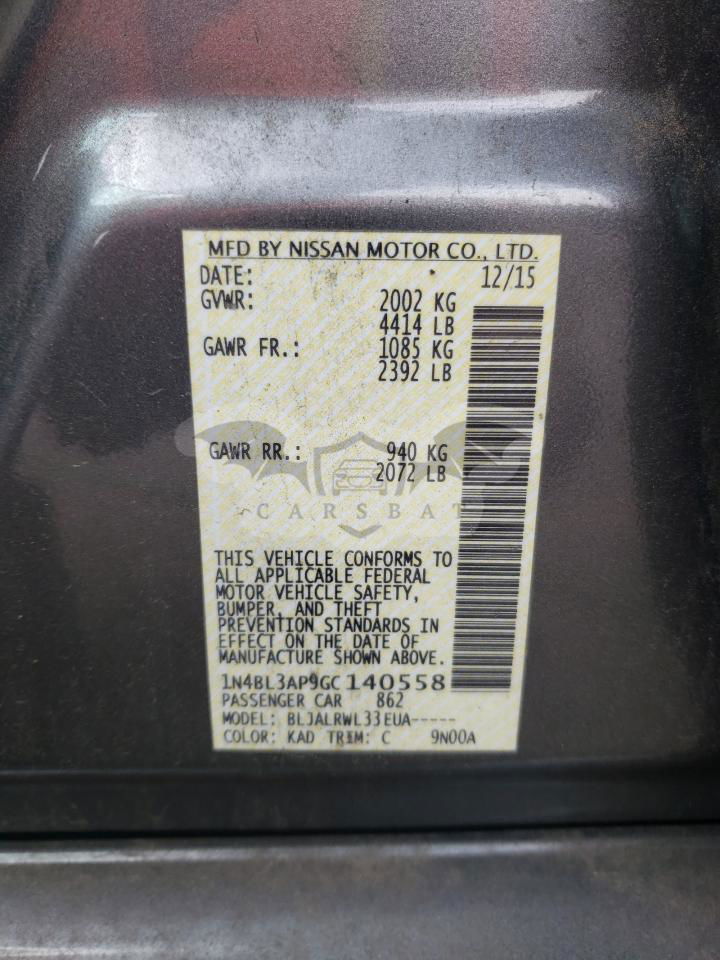 MFD BY NISSAN MOTOR CO., LTD.
DATE: 12/15
GVWR: 2002 KG
4414 LB
GAWR FR.: 1085 KG
2392 LB
GAWR RR.: 940 KG
2072 LB
CARSBAT
THIS VEHICLE CONFORMS TO
ALL APPLICABLE FEDERAL
MOTOR VEHICLE SAFETY,
BUMPER, AND THEFT
PREVENTION STANDARDS IN
EFFECT ON THE DATE OF
MANUFACTURE SHOWN ABOVE.
1N4BL3AP9GC140558
PASSENGER CAR 862
MODEL: BLJALRWL33EUA-----
COLOR: KAD TRIM: C 9N00A